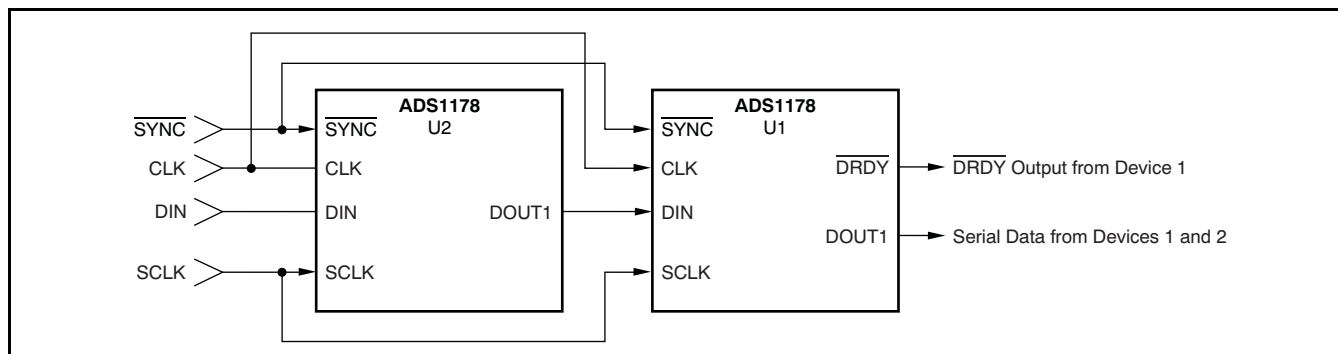 ADS1178
U2
ADS1178
U1
SYNC
SYNC
SYNC
CLK
CLK
CLK
DRDY
DRDY Output from Device 1
DIN
DIN
DOUT1
DIN
DOUT1
Serial Data from Devices 1 and 2
SCLK
SCLK
SCLK